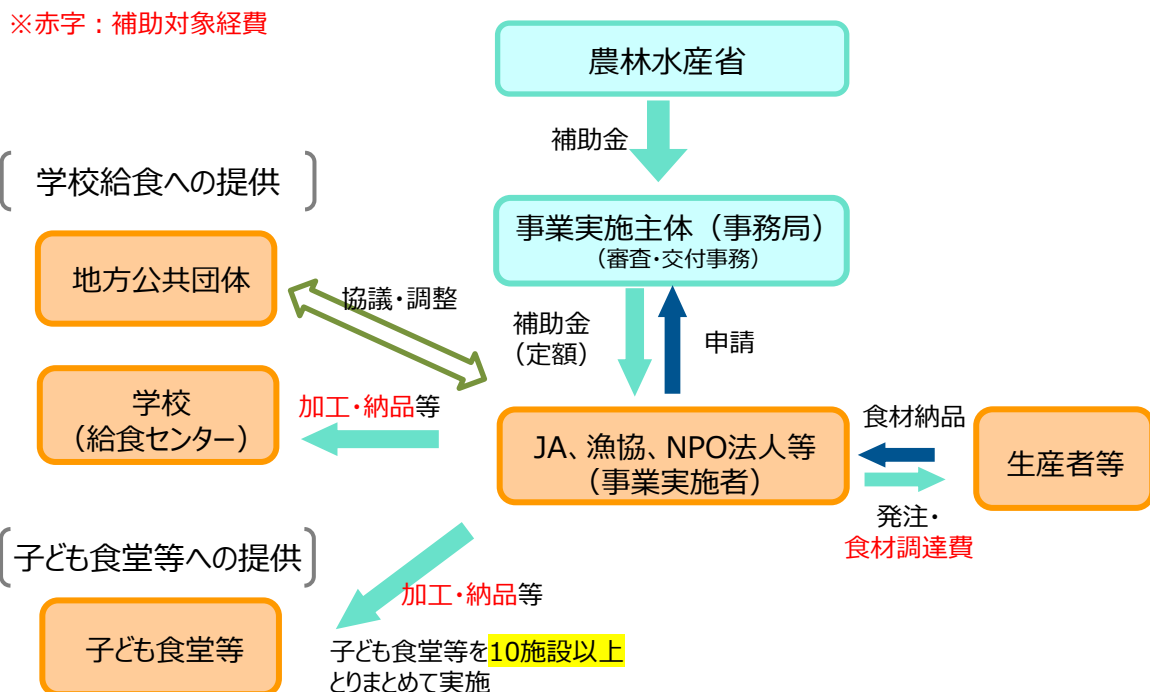 ※赤字：補助対象経費
農林水産省
補助金
学校給食への提供
事業実施主体（事務局）
（審査・交付事務）
地方公共団体
協議・調整
補助金
（定額）
申請
学校
（給食センター）
加工・納品等
JA、漁協、NPO法人等
（事業実施者）
食材納品
生産者等
発注・
食材調達費
子ども食堂等への提供
加工・納品等
子ども食堂等
子ども食堂等を10施設以上
とりまとめて実施